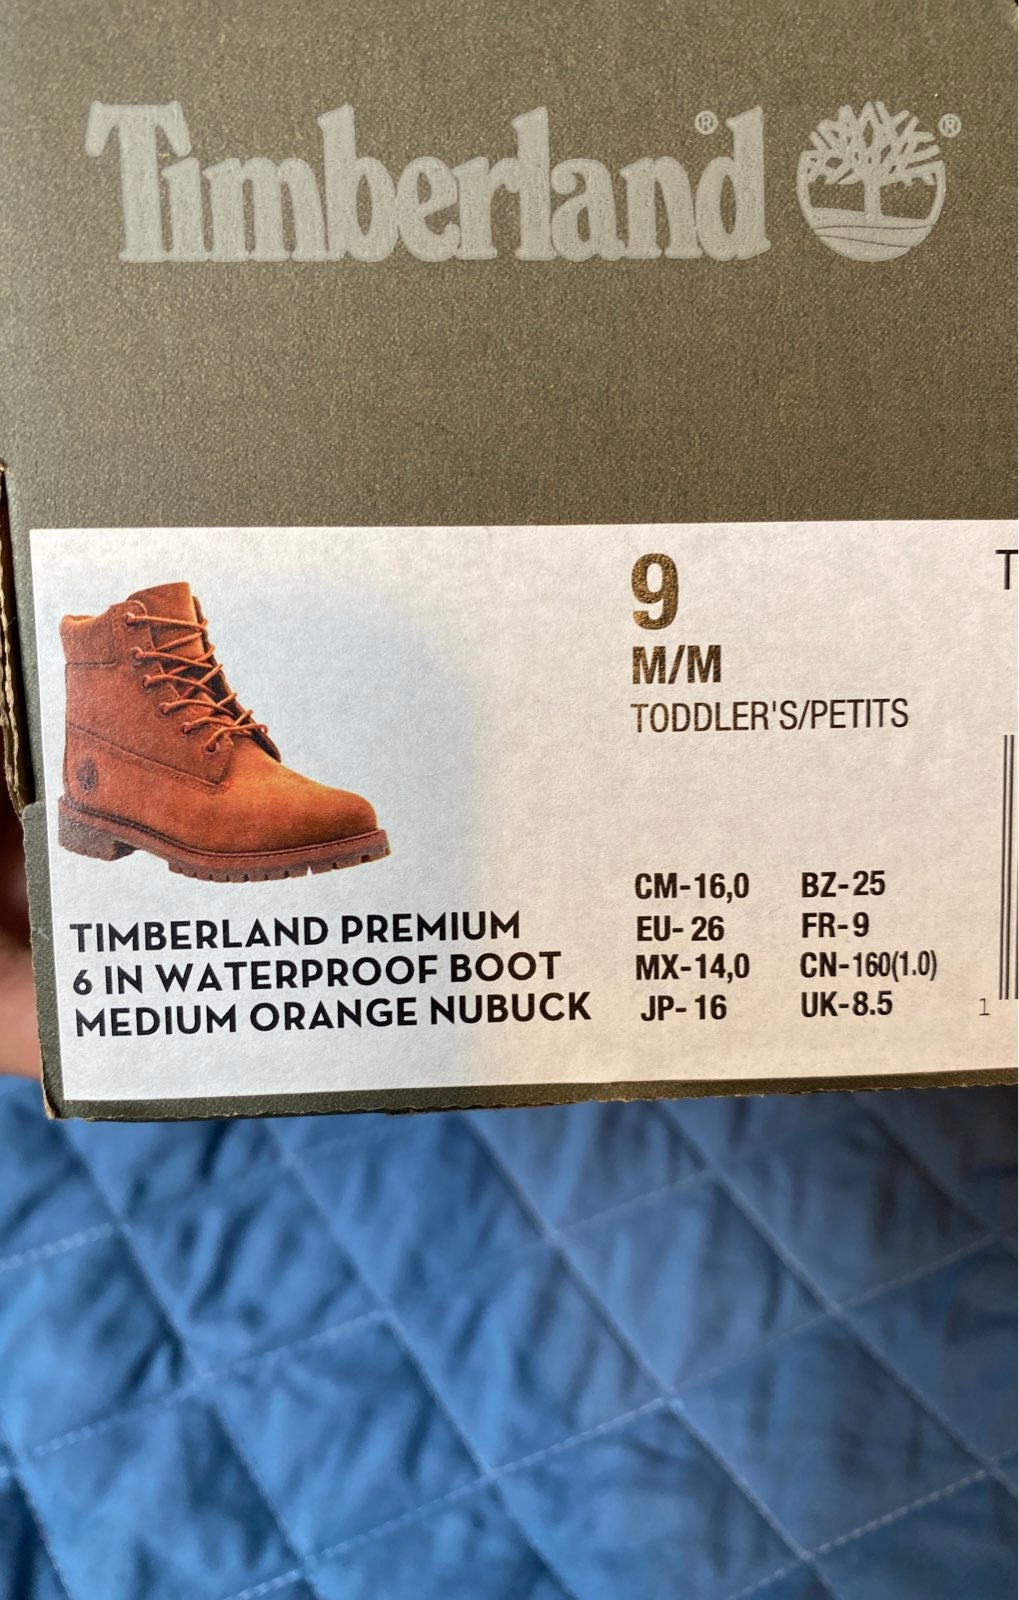 Timberland® ®
9
M/M
TODDLER'S/PETITS
T
CM-16,0 BZ-25
EU- 26 FR-9
MX-14,0 CN-160(1.0)
JP- 16 UK-8.5
1
TIMBERLAND PREMIUM
6 IN WATERPROOF BOOT
MEDIUM ORANGE NUBUCK